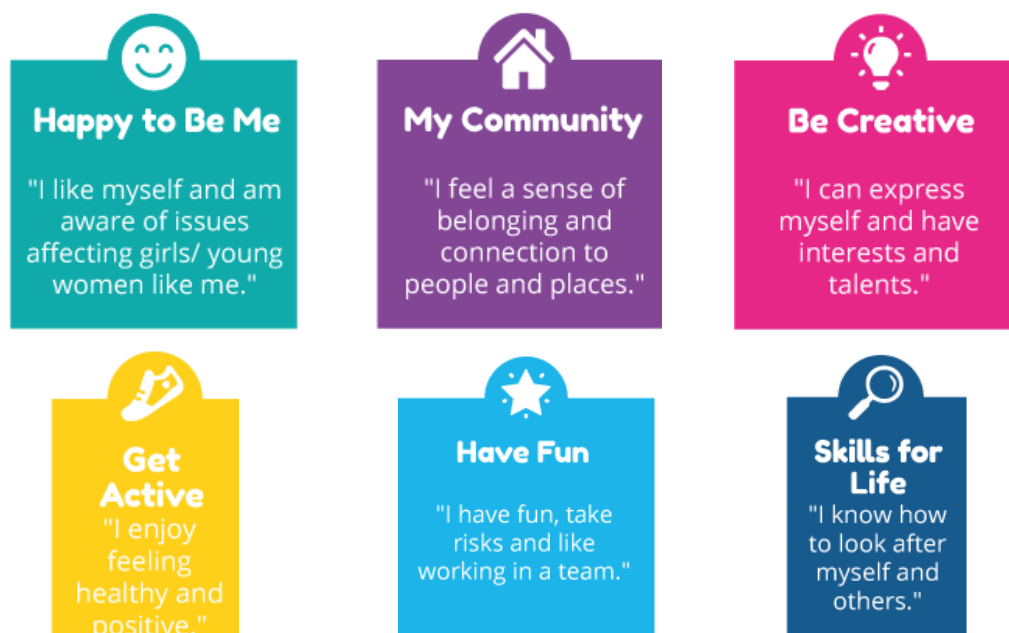 Happy to Be Me
"I like myself and am
aware of issues
affecting girls/ young
women like me."
My Community
"I feel a sense of
belonging and
connection to
people and places."
Be Creative
"I can express
myself and have
interests and
talents."
Get
Active
"I enjoy
feeling
healthy and
positive."
Have Fun
"I have fun, take
risks and like
working in a team."
Skills for
Life
"I know how
to look after
myself and
others."